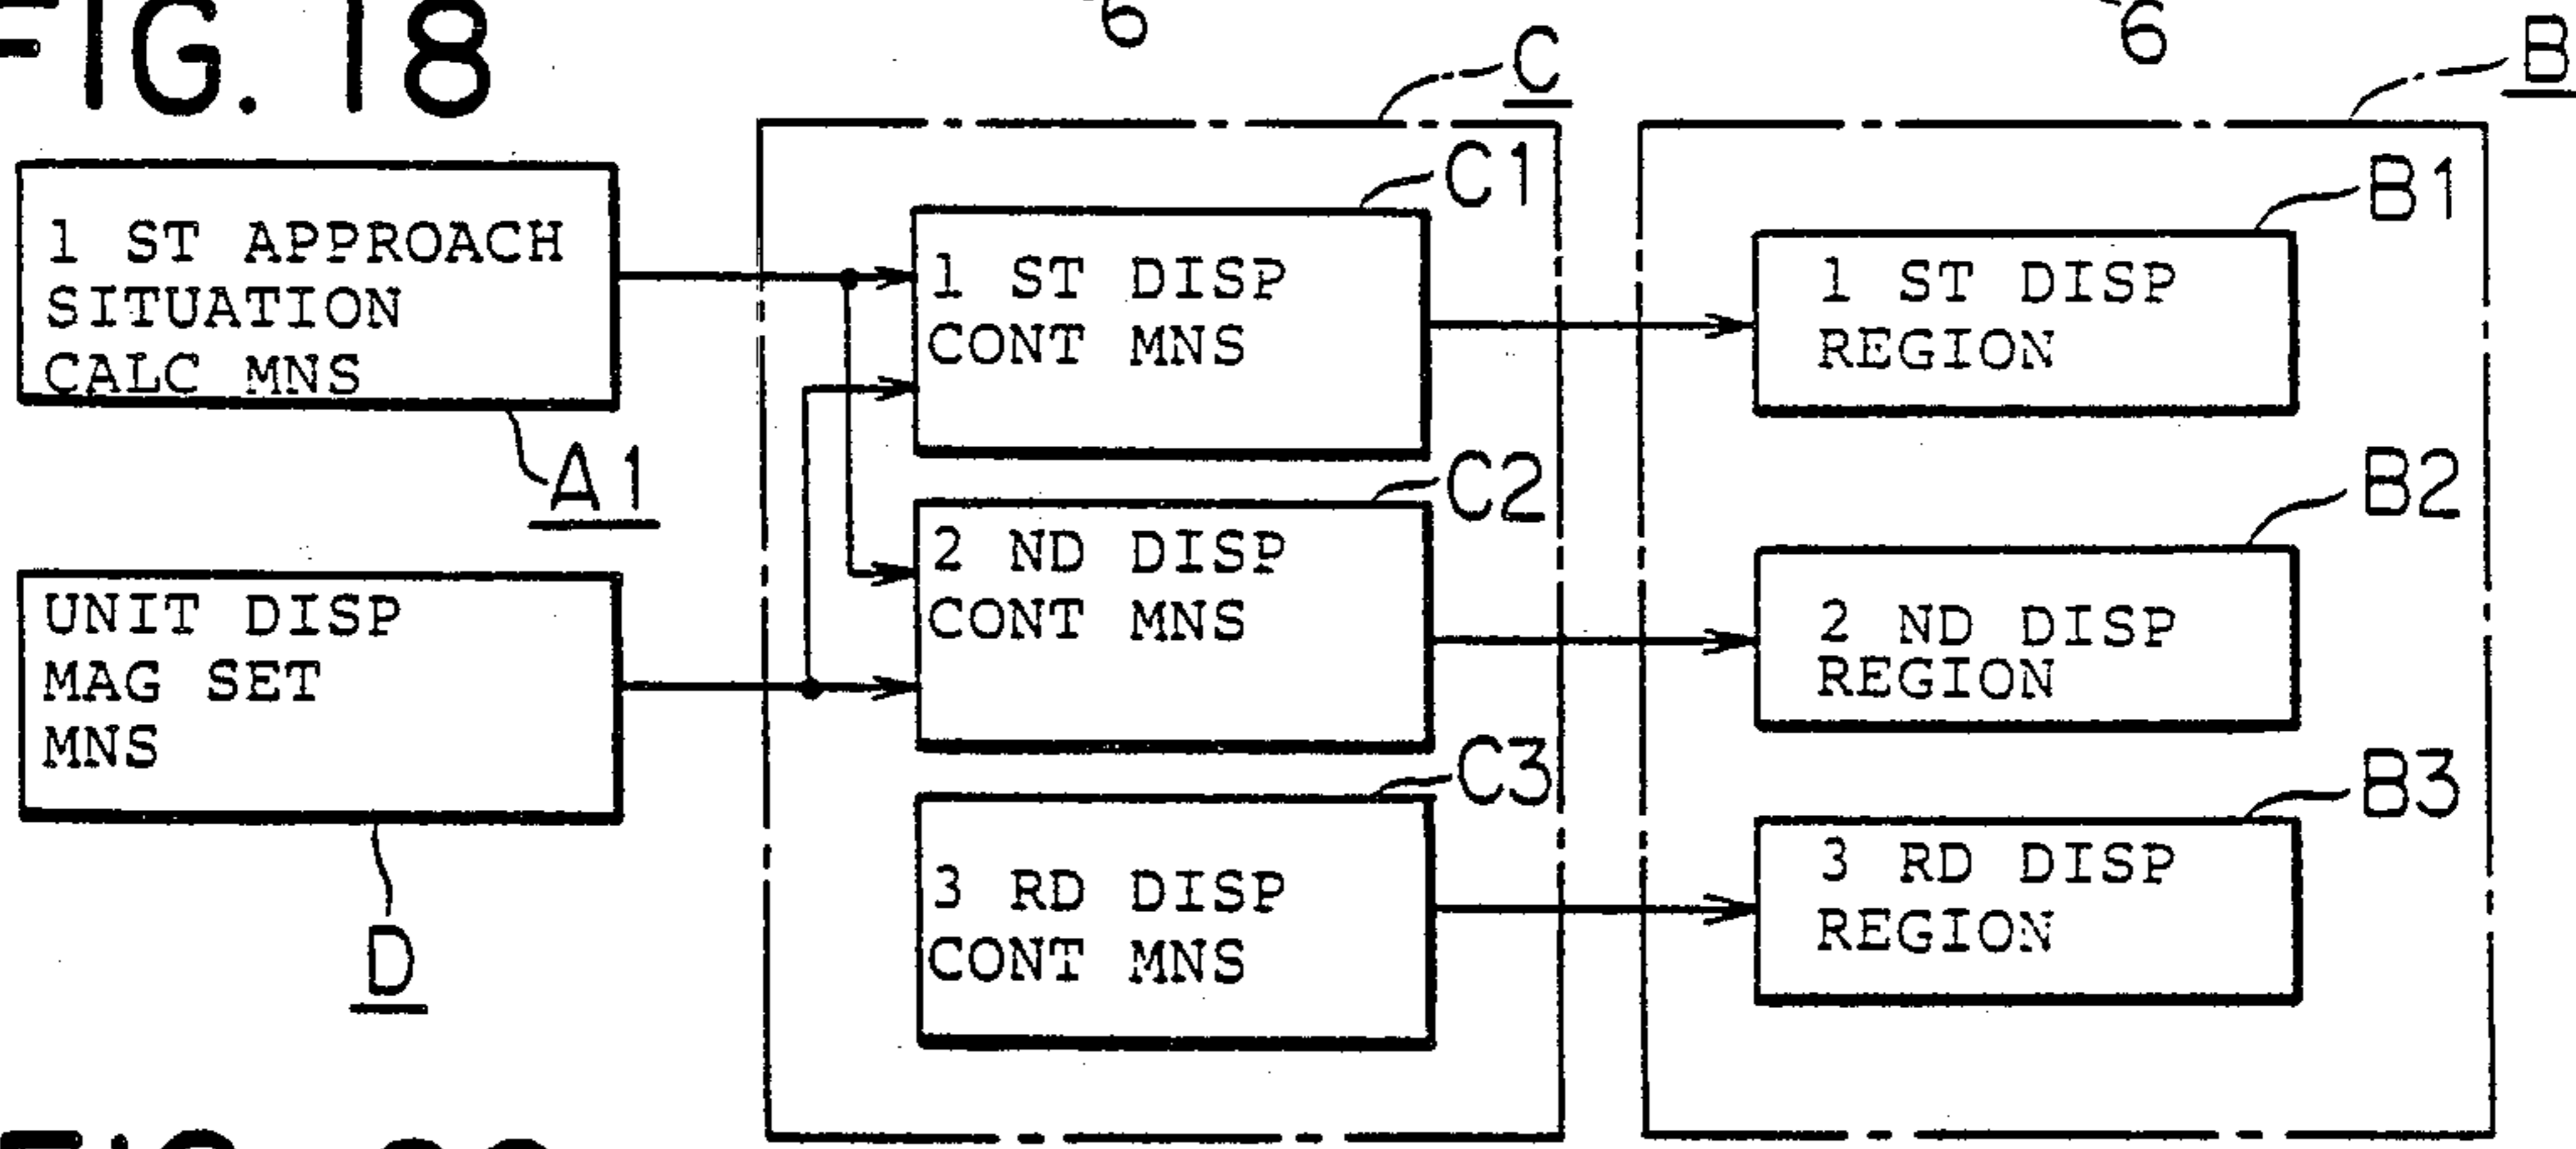 FIG. 18
6
6
C
B
1 ST APPROACH
SITUATION
CALC MNS
A1
UNIT DISP
MAG SET
MNS
D
C1
1 ST DISP
CONT MNS
C2
2 ND DISP
CONT MNS
C3
3 RD DISP
CONT MNS
B1
1 ST DISP
REGION
B2
2 ND DISP
REGION
B3
3 RD DISP
REGION